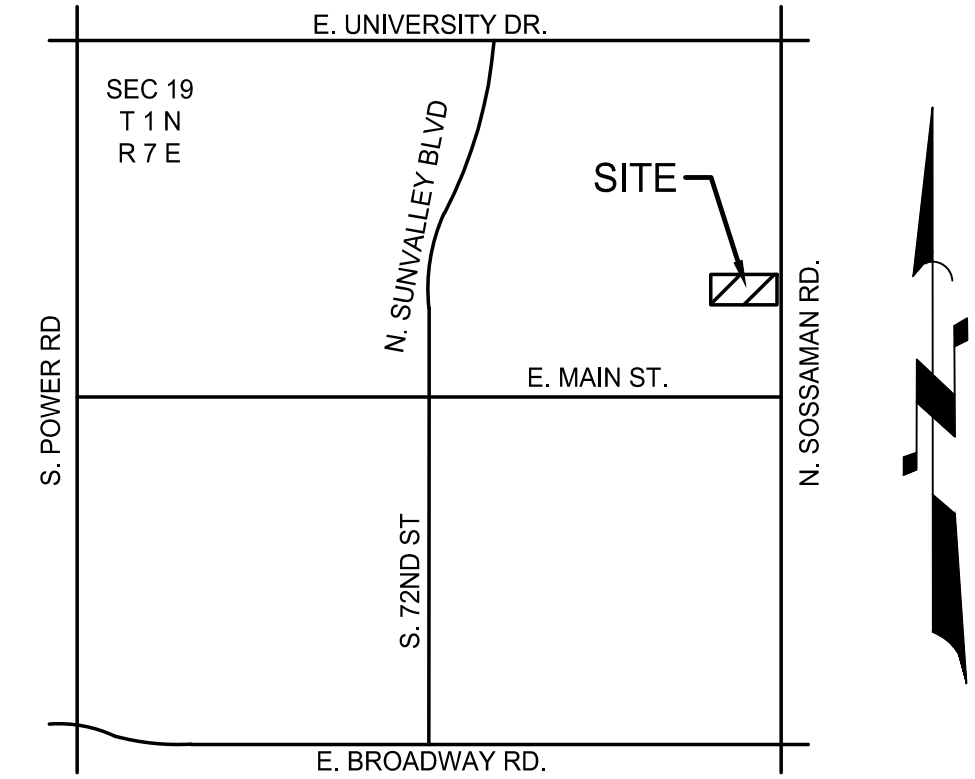 E. UNIVERSITY DR.
SEC 19
T 1 N
R 7 E
N. SUNVALLEY BLVD
SITE
N. SOSSAMAN RD.
S. POWER RD
E. MAIN ST.
S. 72ND ST
E. BROADWAY RD.